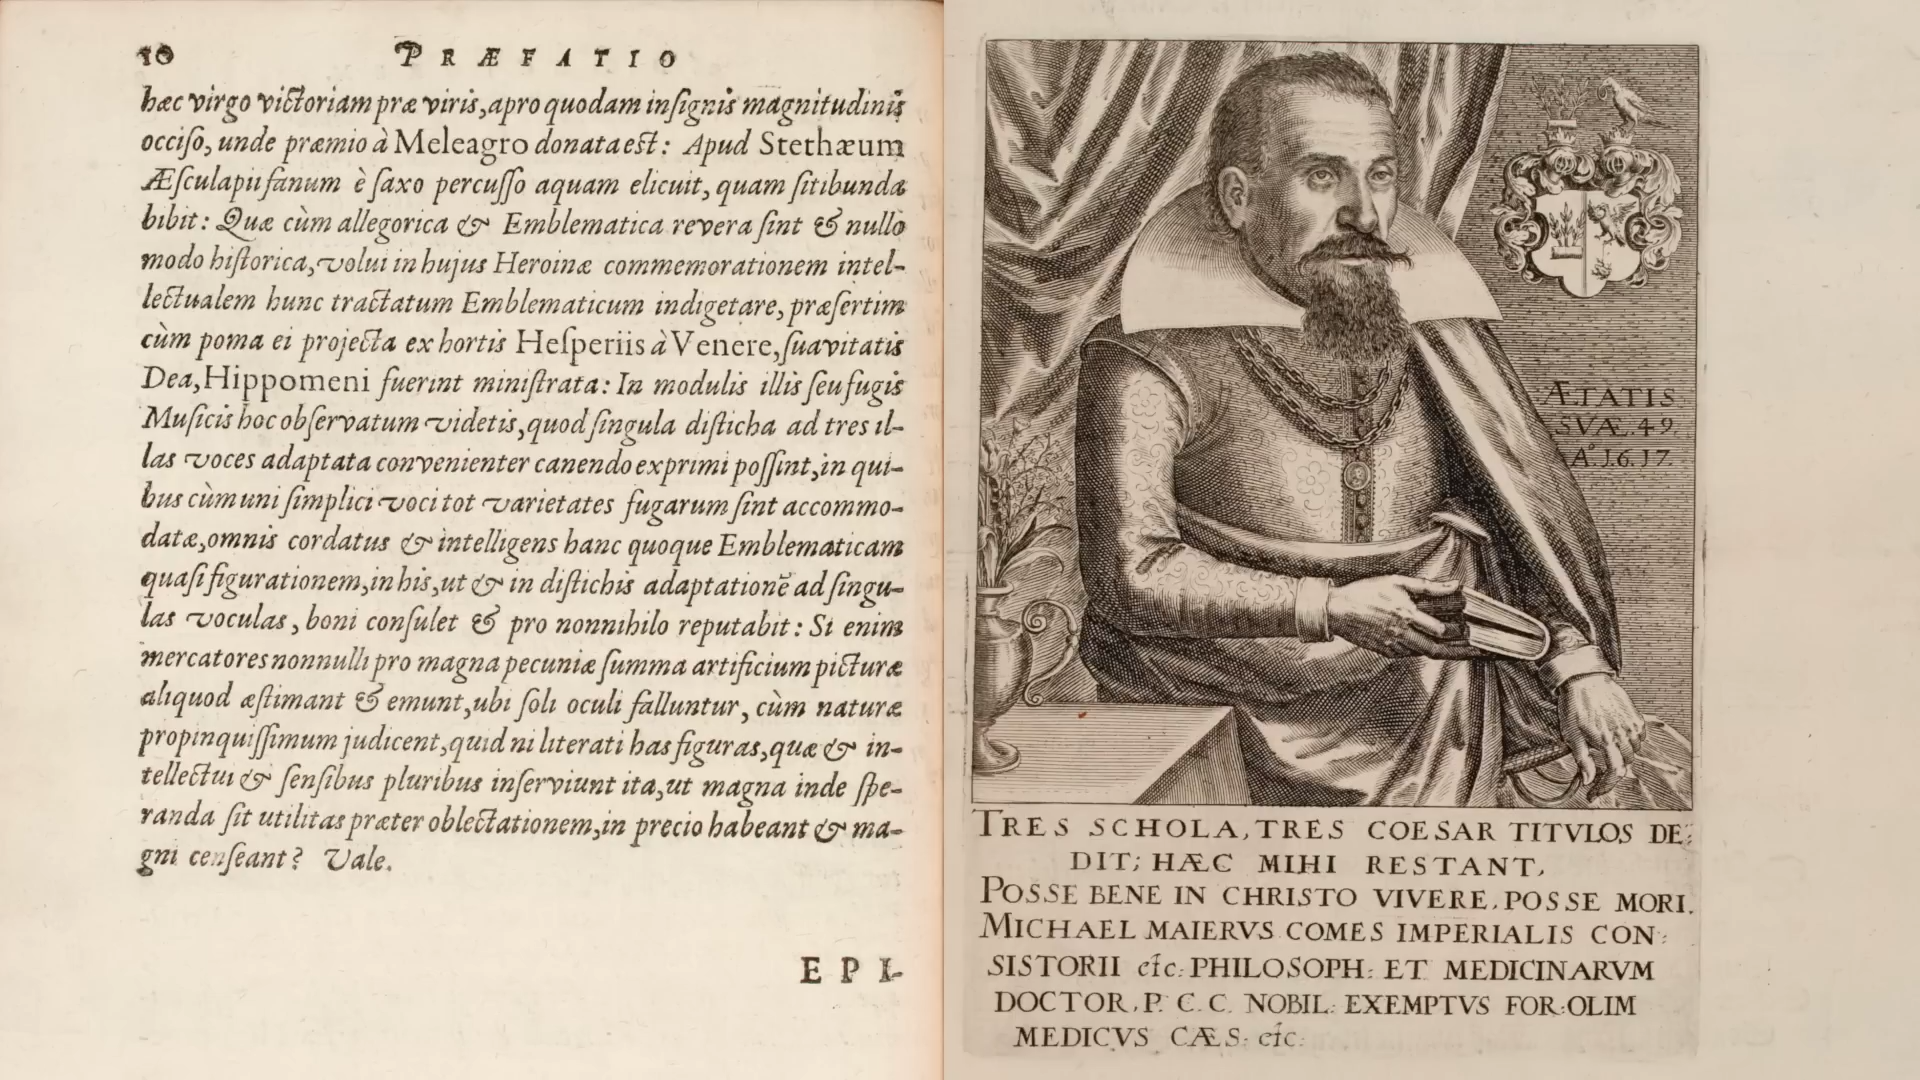 10 PRÆFATIO
hæc virgo victoriam præ viris, apro quodam insignis magnitudinis
occiso, unde præmio à Meleagro donata est: Apud Stethæum
Æsculapii fanum è saxo percusso aquam elicuit, quam sitibunda
bibit: Quæ cùm allegorica & Emblematica revera sint & nullo
modo historica, volui in hujus Heroinæ commemorationem intel-
lectualem hunc tractatum Emblematicum indigetare, præsertim
cùm poma ei projecta ex hortis Hesperiis à Venere, suavitatis
Dea, Hippomeni fuerint ministrata: In modulis illis seu fugis
Musicis hoc observatum videtis, quod singula disticha ad tres il-
las voces adaptata convenienter canendo exprimi possint, in qui-
bus cùm uni simplici voci tot varietates fugarum sint accommo-
datæ, omnis cordatus & intelligens hanc quoque Emblematicam
quasi figurationem, in his, ut & in distichis adaptationẽ ad singu-
las voculas, boni consulet & pro nonnihilo reputabit: Si enim
mercatores nonnulli pro magna pecuniæ summa artificium picturæ
aliquod æstimant & emunt, ubi soli oculi falluntur, cùm naturæ
propinquissimum judicent, quid ni literati has figuras, quæ & in-
tellectui & sensibus pluribus inserviunt ita, ut magna inde spe-
randa sit utilitas præter oblectationem, in precio habeant & ma-
gni censeant? Vale.
EPI-
ÆTATIS
SVÆ.49
Aº.1.6.17.
TRES SCHOLA, TRES COESAR TITVLOS DE:
DIT; HÆC MIHI RESTANT,
POSSE BENE IN CHRISTO VIVERE, POSSE MORI.
MICHAEL MAIERVS COMES IMPERIALIS CON:
SISTORII etc: PHILOSOPH: ET MEDICINARVM
DOCTOR, P. C. C. NOBIL: EXEMPTVS FOR: OLIM
MEDICVS CÆS: etc: